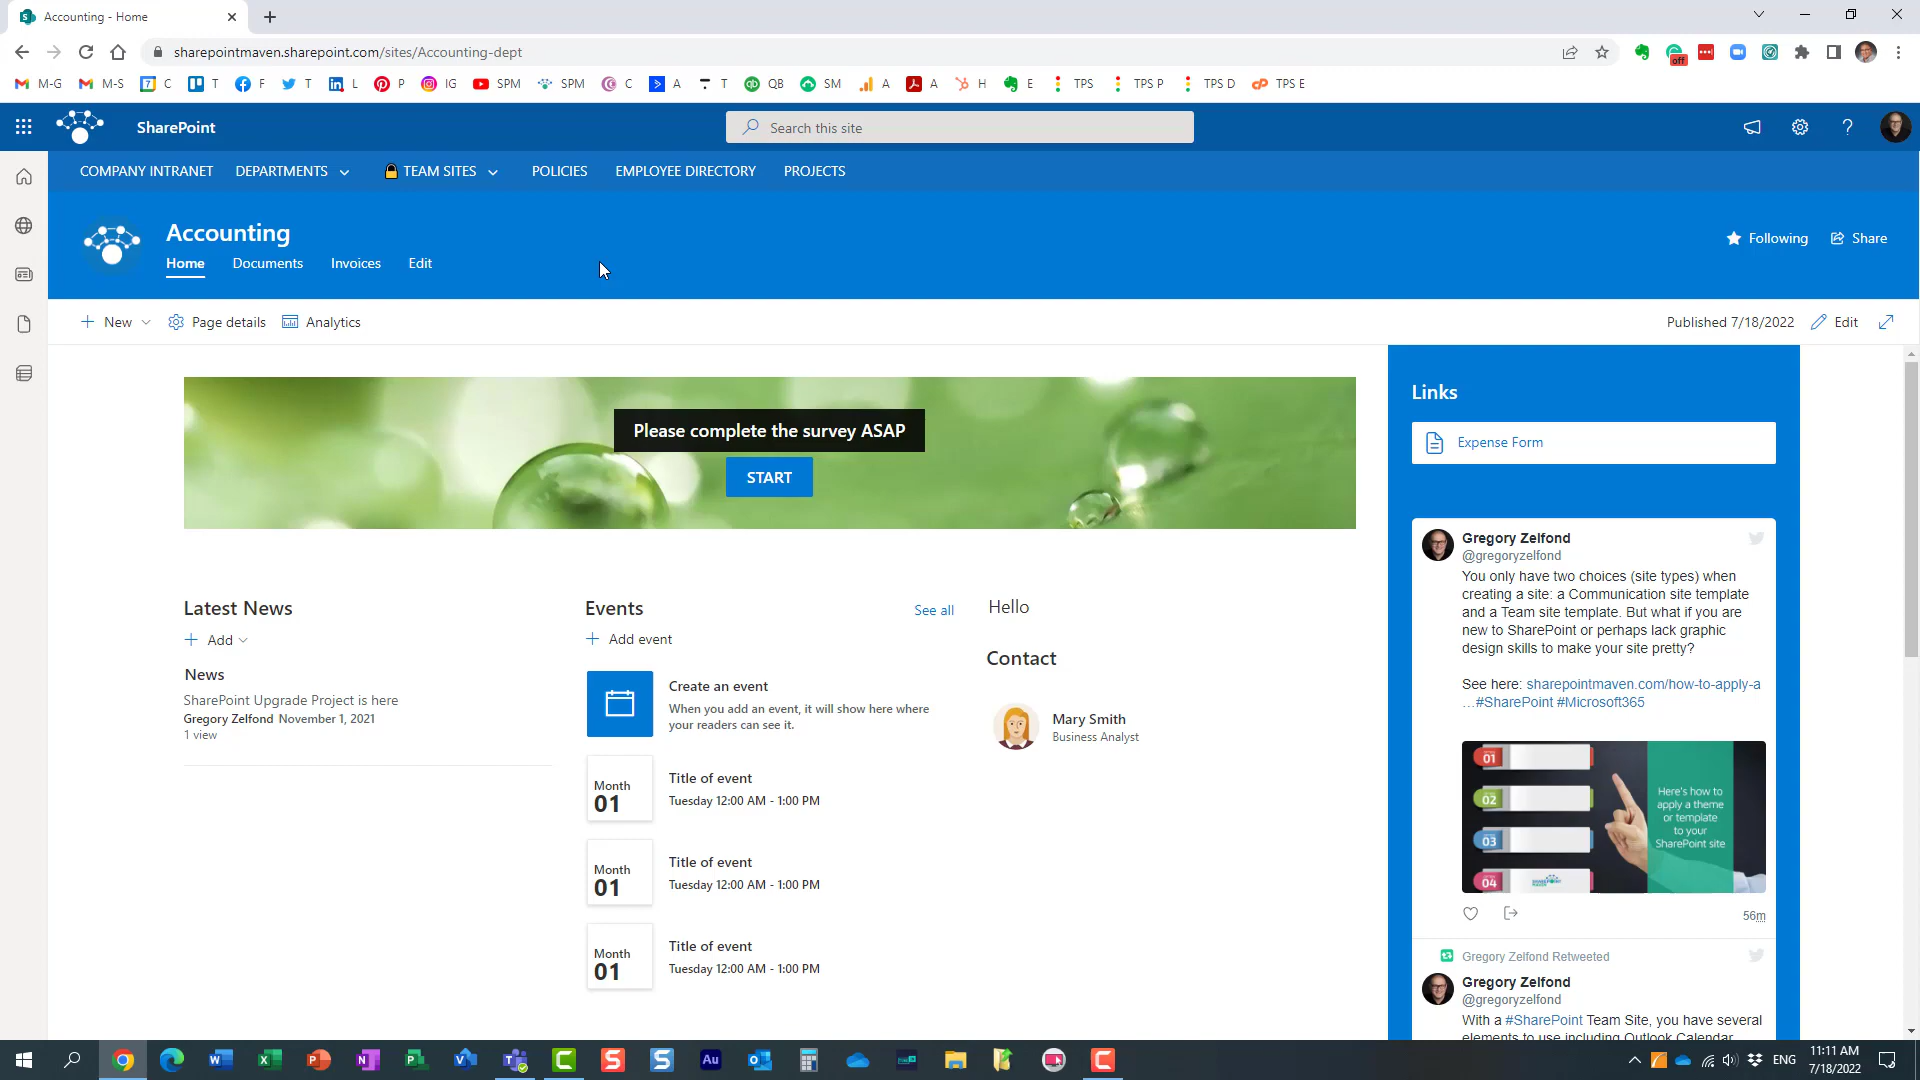 Accounting - Home
sharepointmaven.sharepoint.com/sites/Accounting-dept
M-G M-S C T F T L P IG SPM SPM C A T QB SM A A H E TPS TPS P TPS D TPS E
off
SharePoint
Search this site
COMPANY INTRANET DEPARTMENTS TEAM SITES POLICIES EMPLOYEE DIRECTORY PROJECTS
Accounting
Home Documents Invoices Edit
Following Share
New Page details Analytics
Published 7/18/2022 Edit
Please complete the survey ASAP
START
Latest News
Add
News
SharePoint Upgrade Project is here
Gregory Zelfond November 1, 2021
1 view
Events See all
Add event
Create an event
When you add an event, it will show here where
your readers can see it.
Month
01
Title of event
Tuesday 12:00 AM - 1:00 PM
Month
01
Title of event
Tuesday 12:00 AM - 1:00 PM
Month
01
Title of event
Tuesday 12:00 AM - 1:00 PM
Hello
Contact
Mary Smith
Business Analyst
Links
Expense Form
Gregory Zelfond
@gregoryzelfond
You only have two choices (site types) when
creating a site: a Communication site template
and a Team site template. But what if you are
new to SharePoint or perhaps lack graphic
design skills to make your site pretty?
See here: sharepointmaven.com/how-to-apply-a
…#SharePoint #Microsoft365
01
02
03
04
Here's how to
apply a theme
or template
to your
SharePoint site
56m
Gregory Zelfond Retweeted
Gregory Zelfond
@gregoryzelfond
With a #SharePoint Team Site, you have several
elements to use including Outlook Calendar
ENG
11:11 AM
7/18/2022